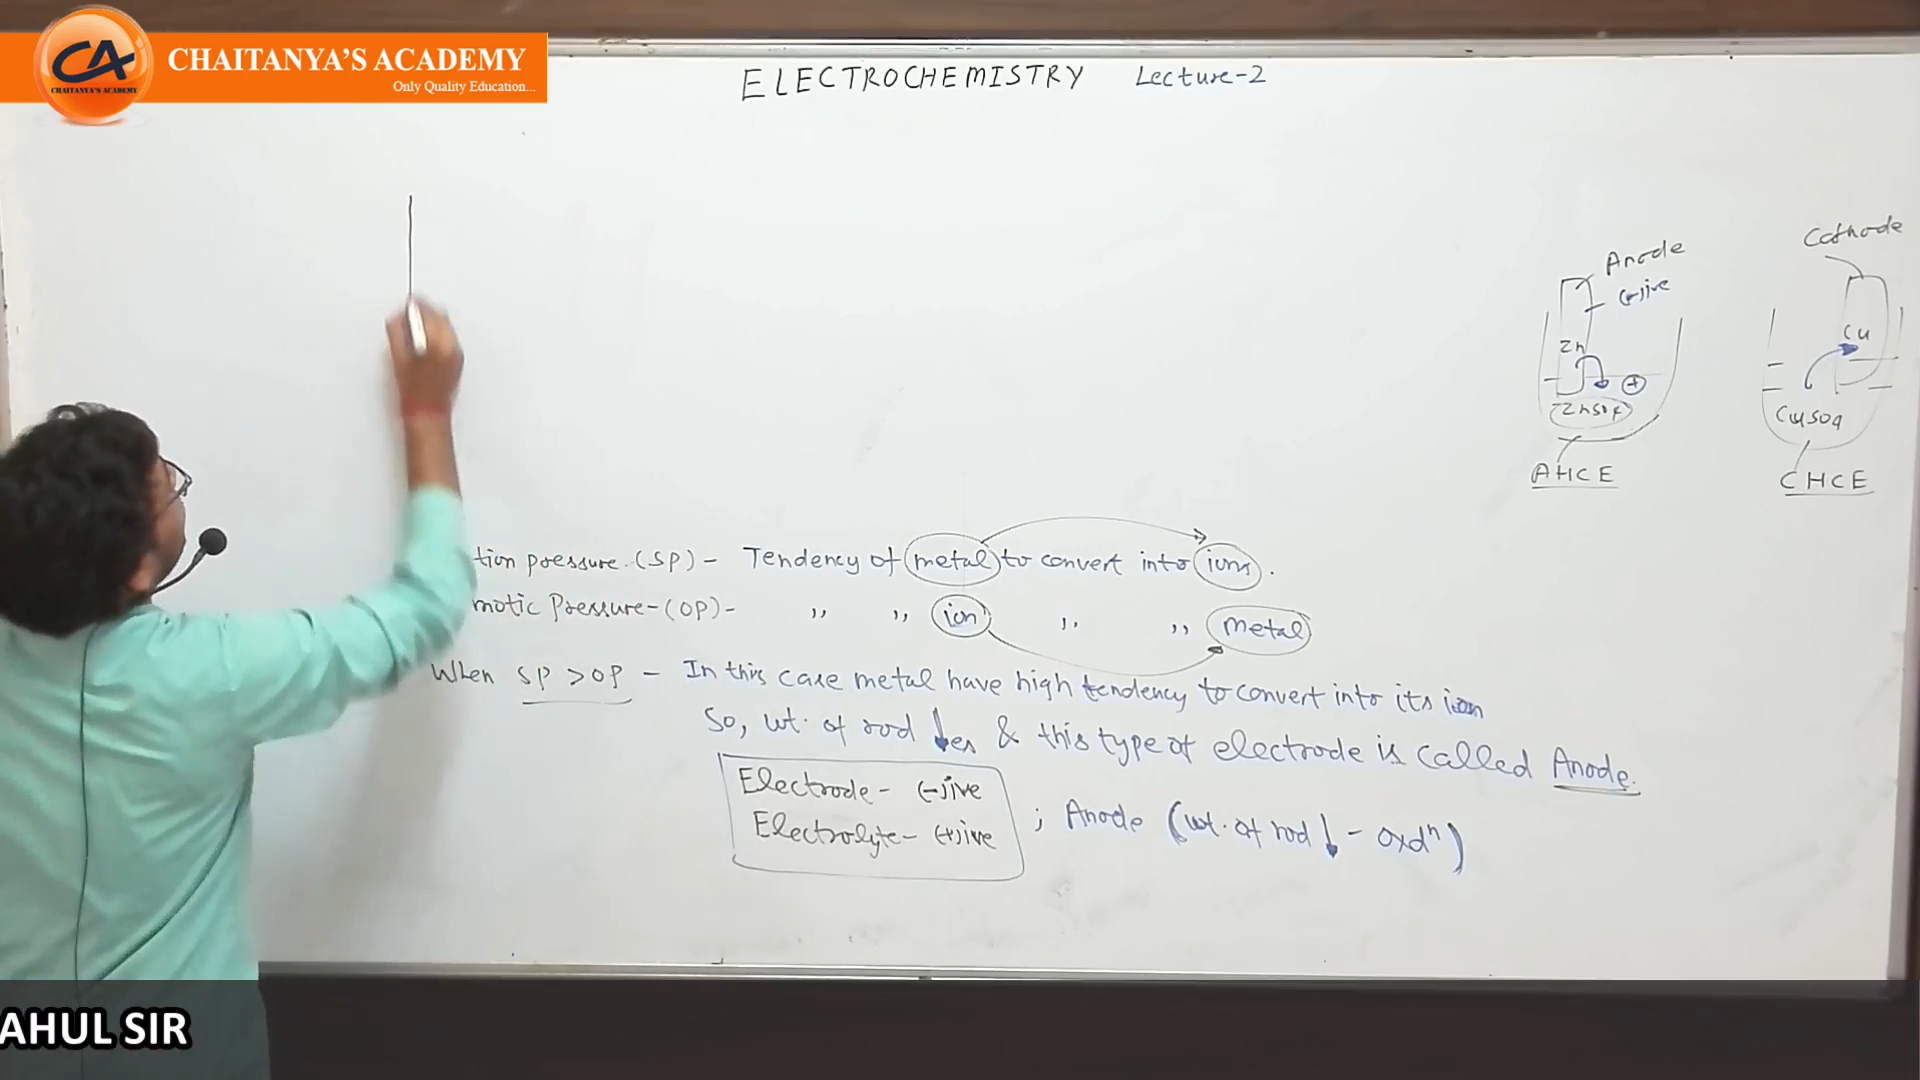 CA
CHAITANYA'S ACADEMY
CHAITANYA'S ACADEMY
Only Quality Education...
ELECTROCHEMISTRY Lecture-2
Anode
(-)ive
Zn
+
ZnSO4
AHCE
Cathode
Cu
CuSO4
CHCE
tion pressure.(SP) - Tendency of metal to convert into ions.
motic Pressure-(OP)- ,, ,, ion ,, ,, metal
When SP > OP - In this case metal have high tendency to convert into its ion
So, wt. of rod ↓es & this type of electrode is called Anode.
Electrode- (-)ive
Electrolyte- (+)ive
; Anode (wt. of rod ↓ - oxdⁿ)
AHUL SIR